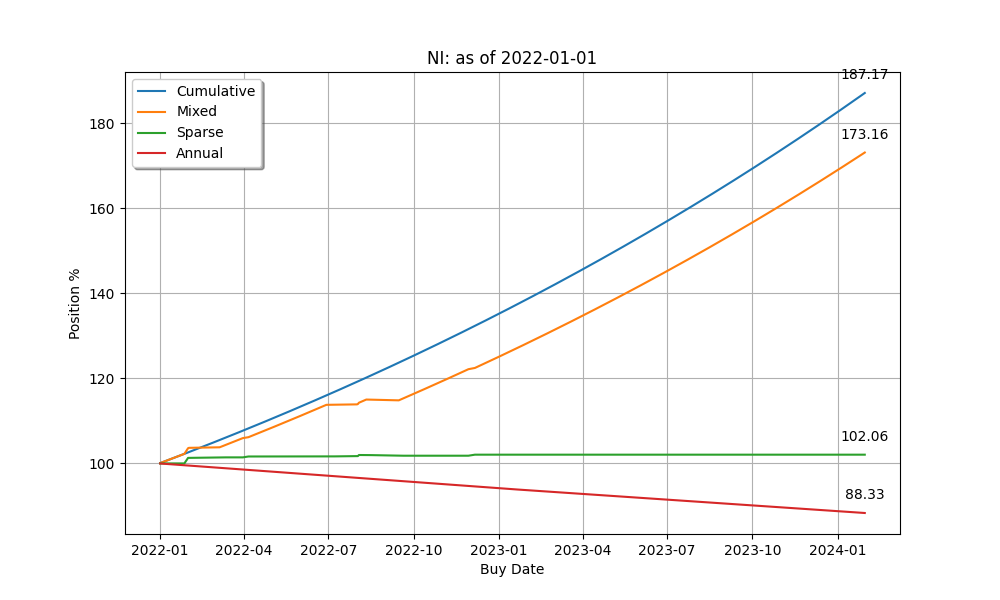 NI: as of 2022-01-01
187.17
Cumulative
Mixed
Sparse
Annual
173.16
102.06
88.33
180
160
140
120
100
Position %
2022-01
2022-04
2022-07
2022-10
2023-01
2023-04
2023-07
2023-10
2024-01
Buy Date